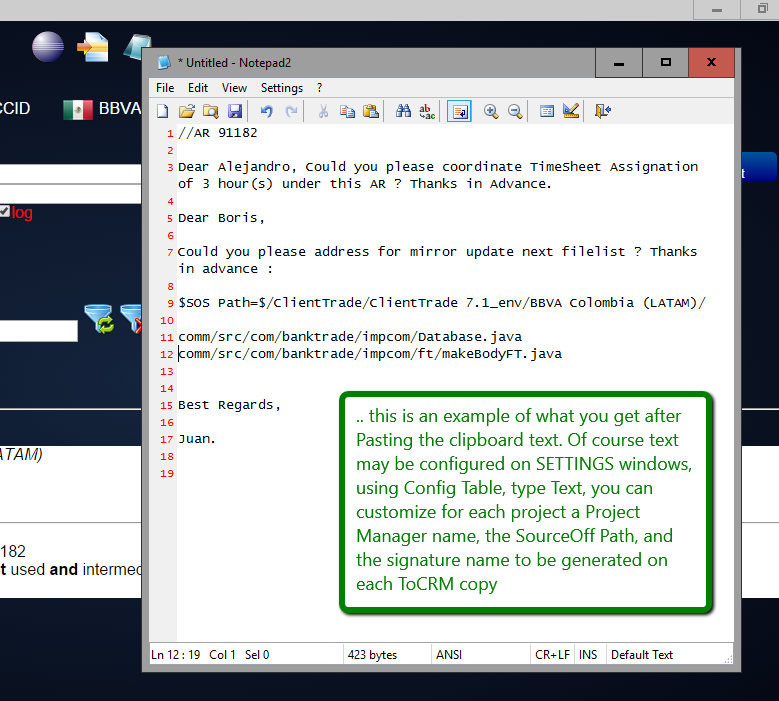 * Untitled - Notepad2
File Edit View Settings ?
CCID
BBVA
log
t
ATAM)
182
t used and intermed
1 //AR 91182
2
3 Dear Alejandro, Could you please coordinate TimeSheet Assignation
of 3 hour(s) under this AR ? Thanks in Advance.
4
5 Dear Boris,
6
7 Could you please address for mirror update next filelist ? Thanks
in advance :
8
9 $SOS Path=$/ClientTrade/ClientTrade 7.1_env/BBVA Colombia (LATAM)/
10
11 comm/src/com/banktrade/impcom/Database.java
12 comm/src/com/banktrade/impcom/ft/makeBodyFT.java
13
14
15 Best Regards,
16
17 Juan.
18
19
.. this is an example of what you get after
Pasting the clipboard text. Of course text
may be configured on SETTINGS windows,
using Config Table, type Text, you can
customize for each project a Project
Manager name, the SourceOff Path, and
the signature name to be generated on
each ToCRM copy
Ln 12 : 19 Col 1 Sel 0 423 bytes ANSI CR+LF INS Default Text